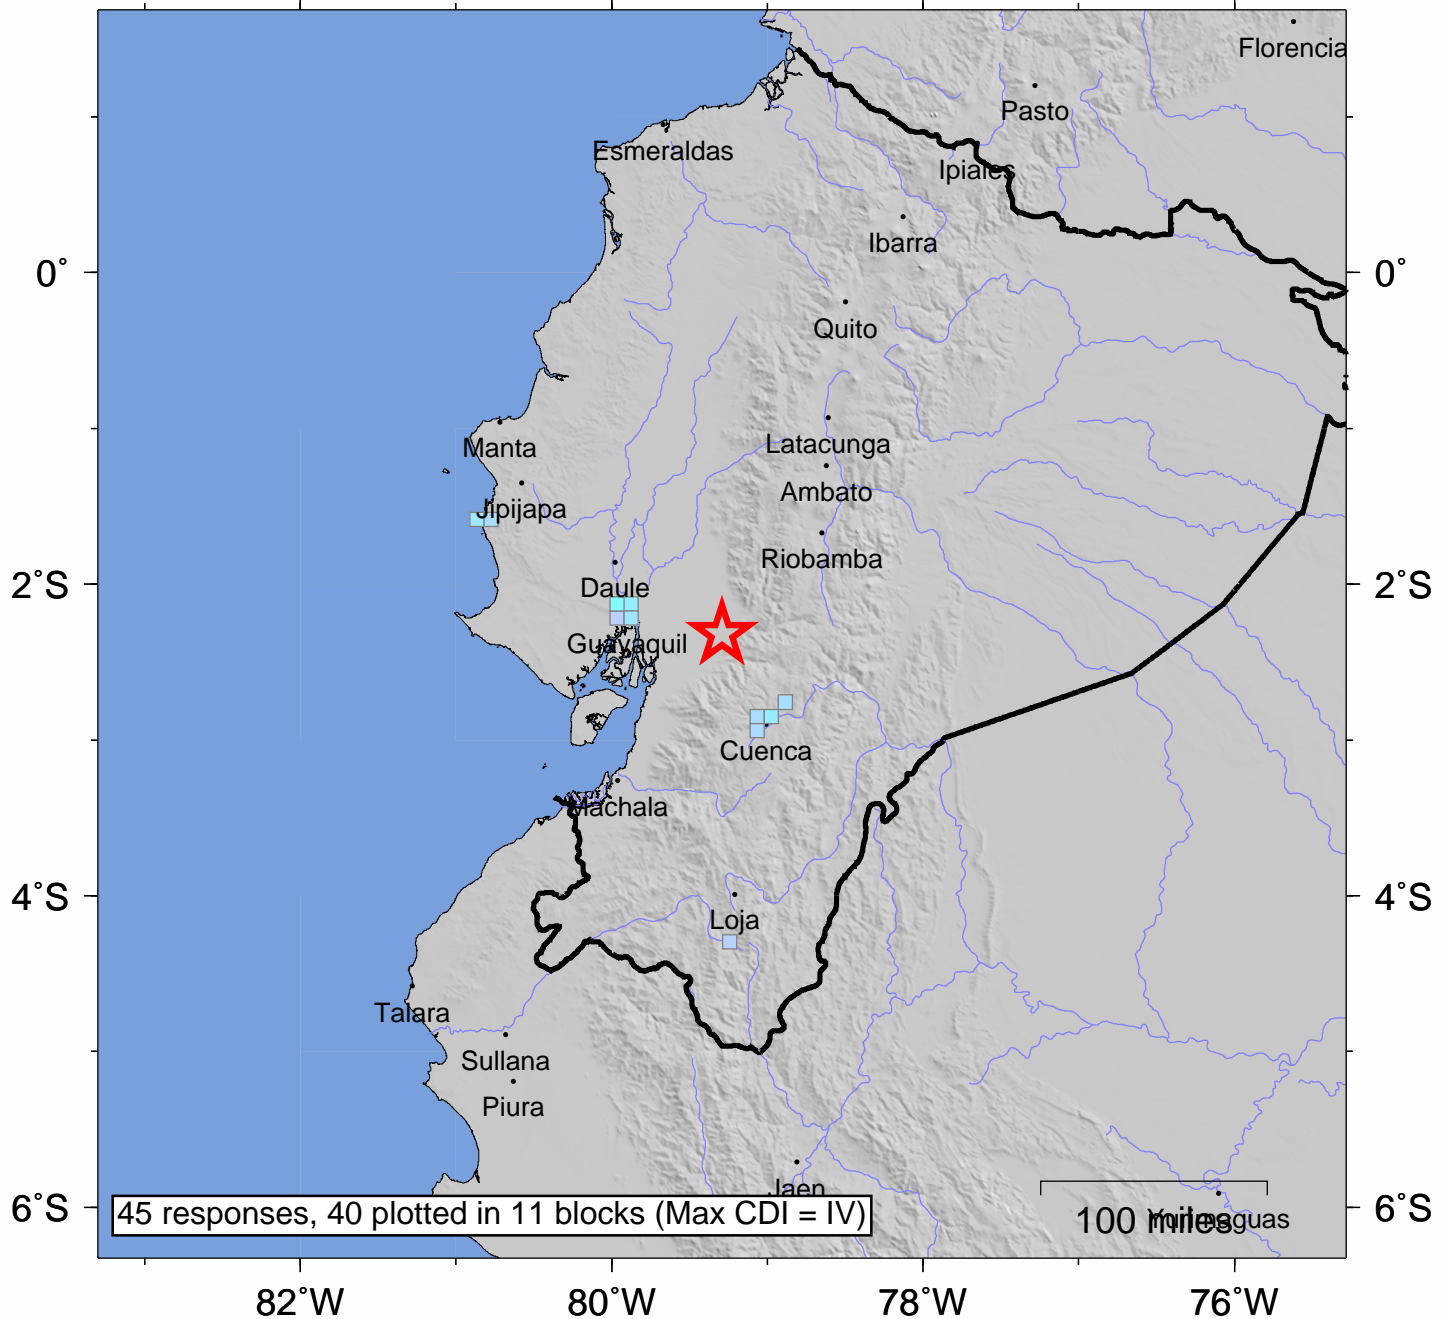 Florencia
Pasto
Esmeraldas
Ipiales
Ibarra
0˚
0˚
Quito
Latacunga
Manta
Ambato
Jipijapa
Riobamba
2˚S
Daule
2˚S
Guayaquil
Cuenca
Machala
4˚S
Loja
4˚S
Talara
Sullana
Piura
Jaen
6˚S
45 responses, 40 plotted in 11 blocks (Max CDI = IV)
100 miles
Yurimaguas
6˚S
82˚W
80˚W
78˚W
76˚W